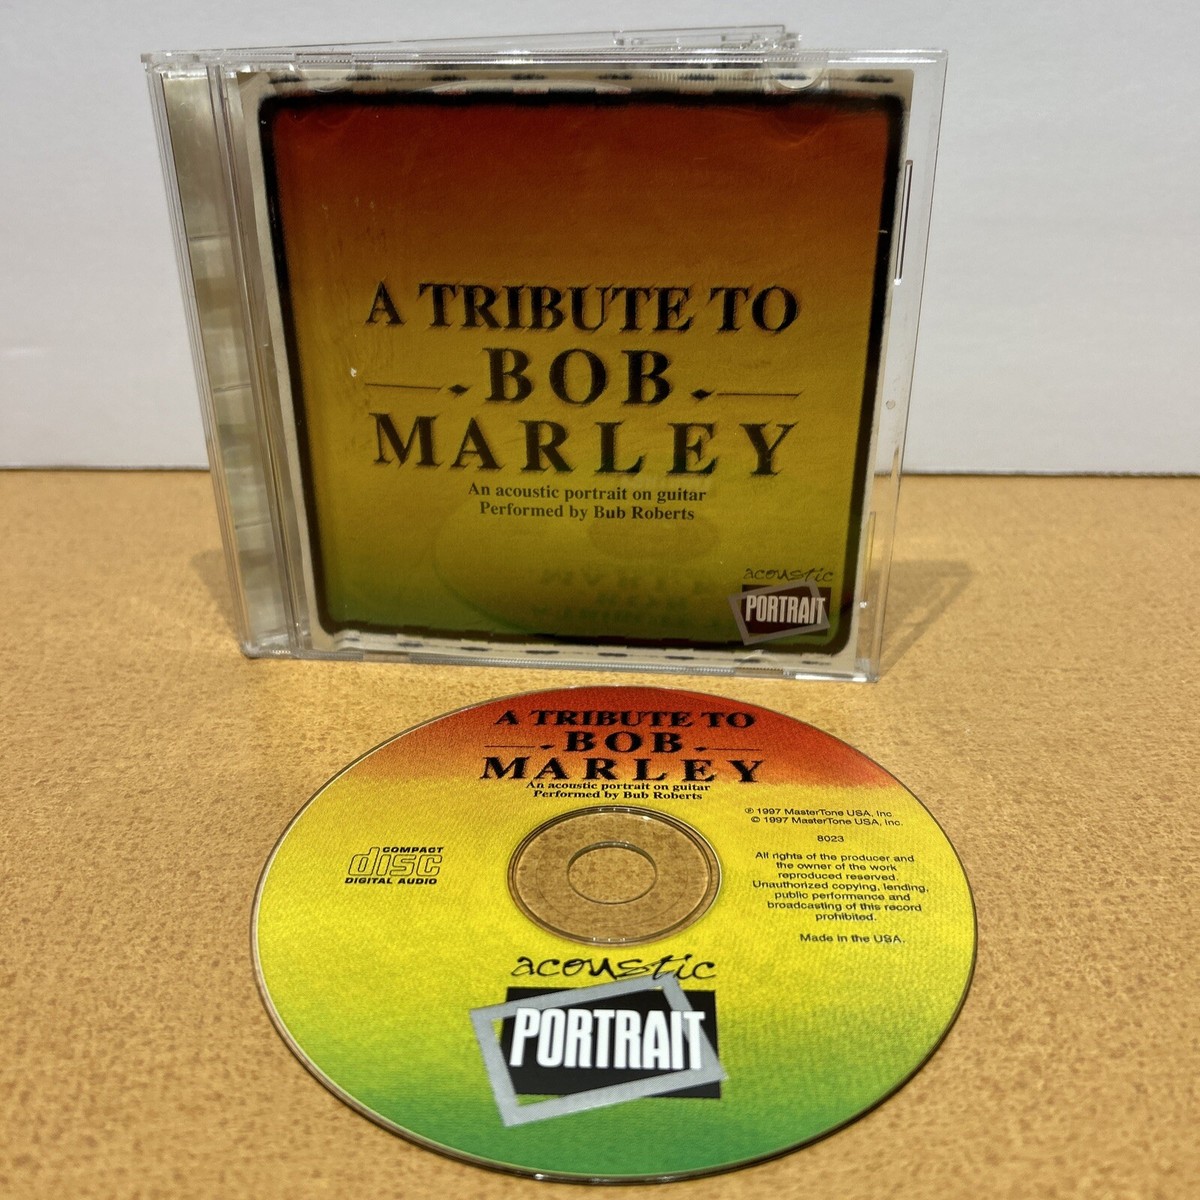 A TRIBUTE TO
BOB
MARLEY
An acoustic portrait on guitar
Performed by Bub Roberts
acoustic
PORTRAIT
A TRIBUTE TO
BOB
MARLEY
An acoustic portrait on guitar
Performed by Bub Roberts
℗ 1997 MasterTone USA, Inc.
© 1997 MasterTone USA, Inc.
8023
COMPACT
disc
DIGITAL AUDIO
All rights of the producer and
the owner of the work
reproduced reserved.
Unauthorized copying, lending,
public performance and
broadcasting of this record
prohibited.
Made in the USA.
acoustic
PORTRAIT